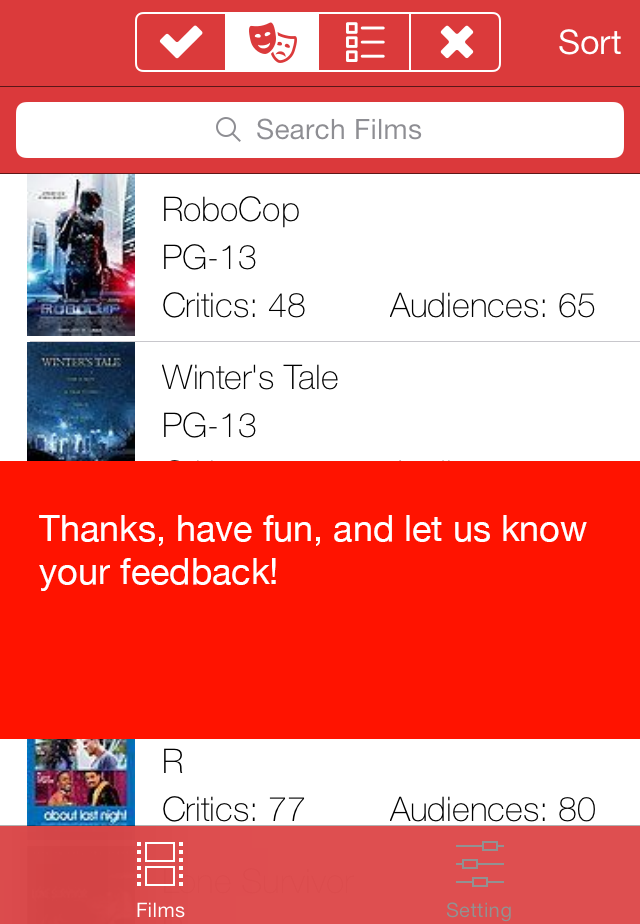 Sort
Search Films
RoboCop
PG-13
Critics: 48 Audiences: 65
ROBOCOP
WINTER'S TALE
Winter's Tale
PG-13
Thanks, have fun, and let us know
your feedback!
R
Critics: 77 Audiences: 80
about last night
Films Setting